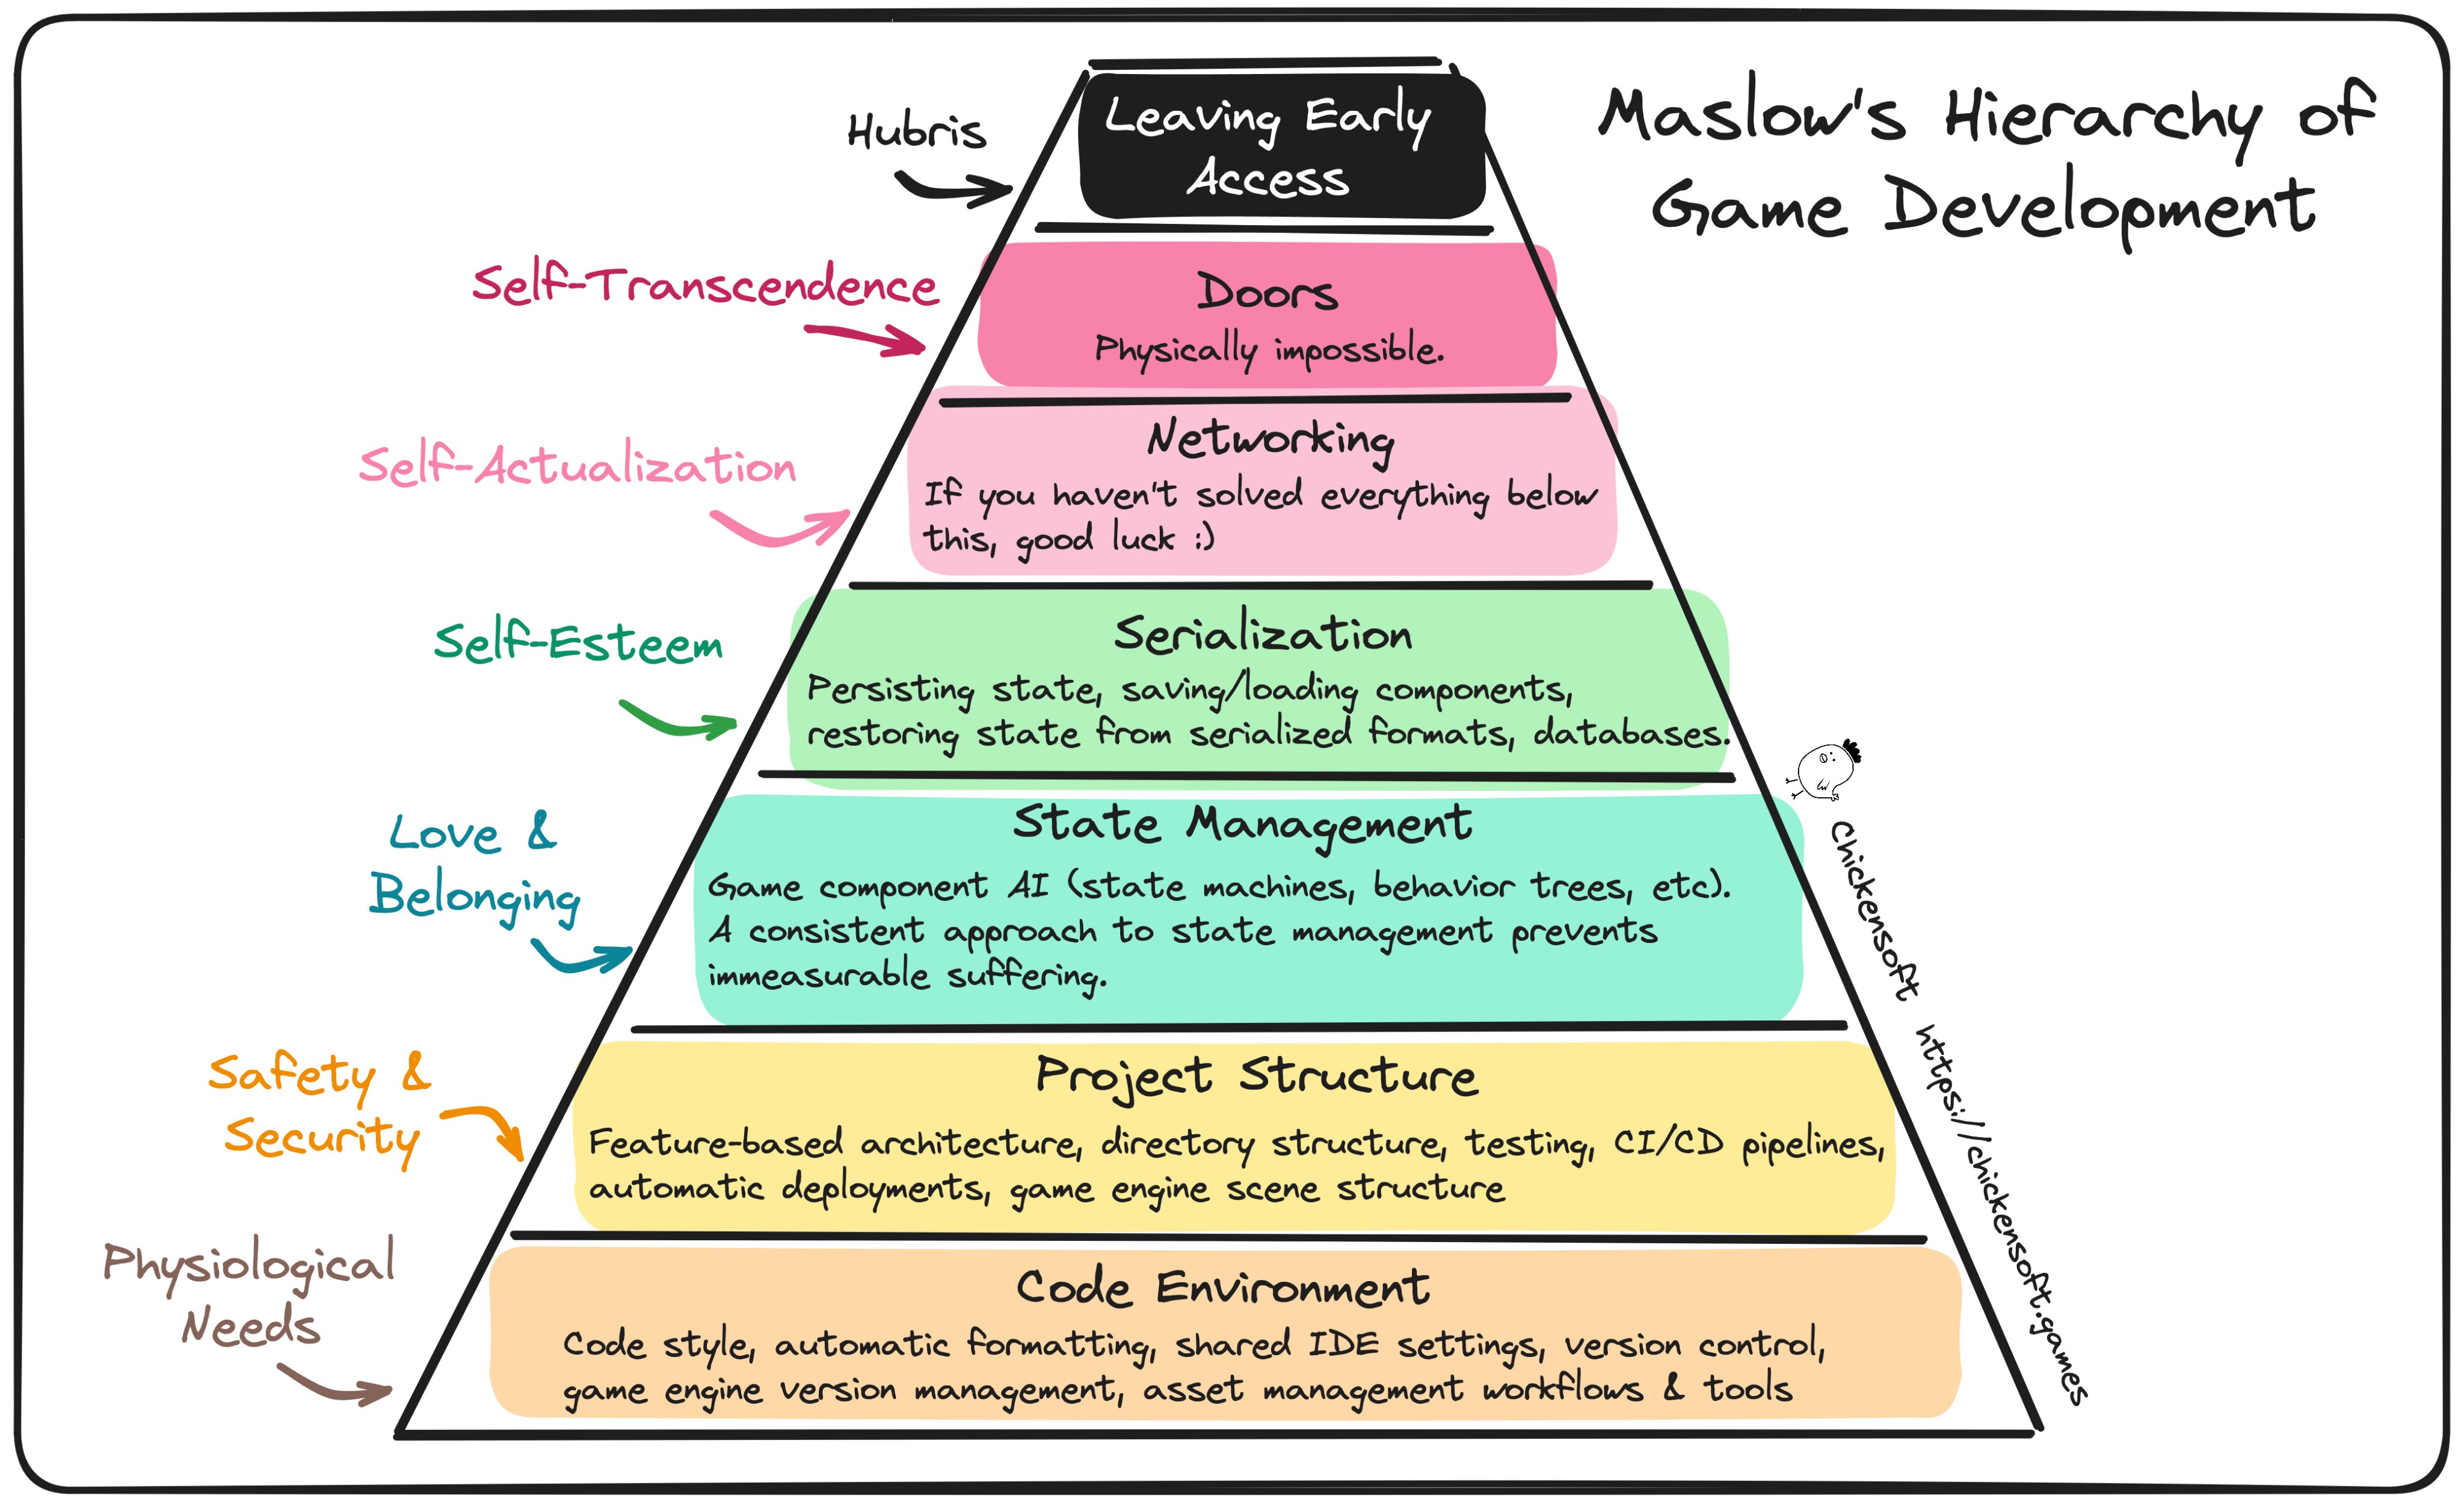 Maslow's Hierarchy of
Game Development
Hubris
Leaving Early
Access
Self-Transcendence
Doors
Physically impossible.
Self-Actualization
Networking
If you haven't solved everything below
this, good luck :)
Self-Esteem
Serialization
Persisting state, saving/loading components,
restoring state from serialized formats, databases.
Love &
Belonging
State Management
Game component AI (state machines, behavior trees, etc).
A consistent approach to state management prevents
immeasurable suffering.
Safety &
Security
Project Structure
Feature-based architecture, directory structure, testing, CI/CD pipelines,
automatic deployments, game engine scene structure
Physiological
Needs
Code Environment
Code style, automatic formatting, shared IDE settings, version control,
game engine version management, asset management workflows & tools
Chickensoft https://chickensoft.games